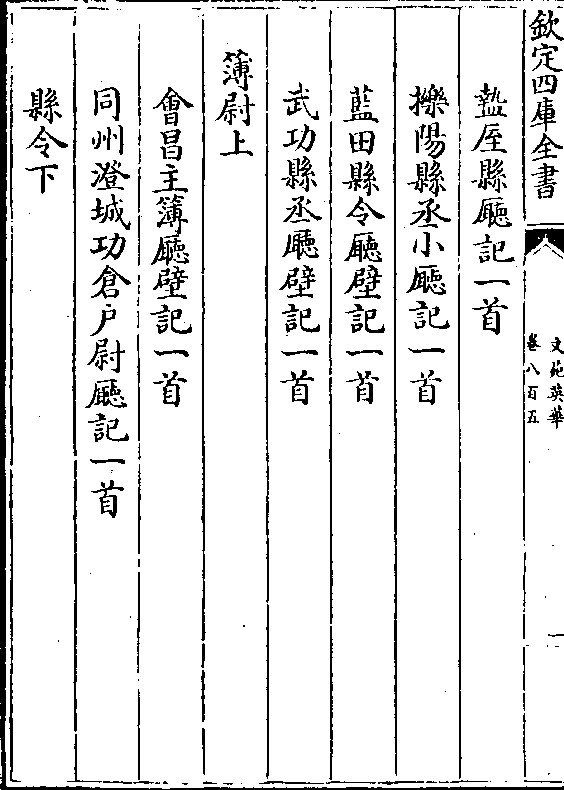 欽定四庫全書
文苑英華
卷八百五
一
盩厔縣廳記一首
櫟陽縣丞小廳記一首
藍田縣令廳壁記一首
武功縣丞廳壁記一首
簿尉上
會昌主簿廳壁記一首
同州澄城功倉户尉廳記一首
縣令下